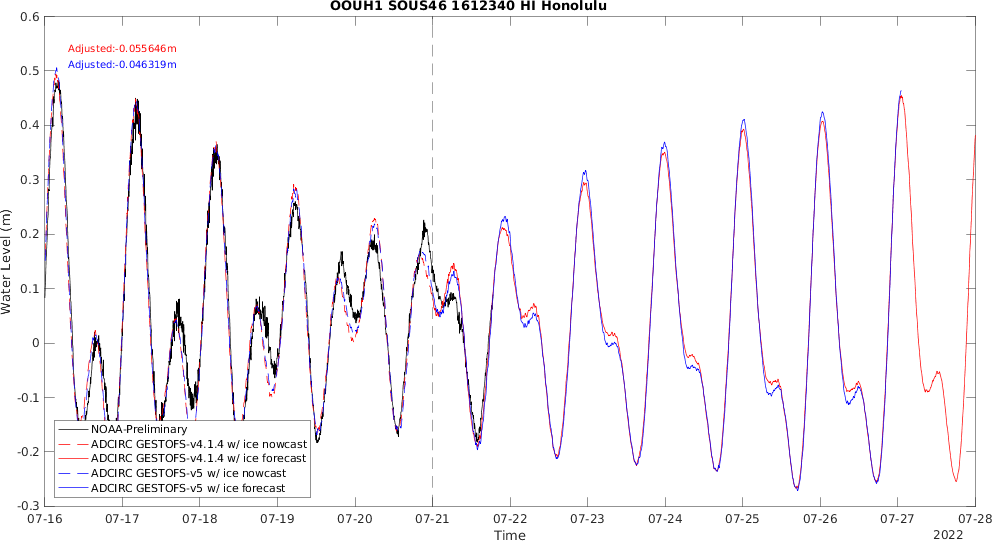 OOUH1 SOUS46 1612340 HI Honolulu
0.6
Adjusted:-0.055646m
Adjusted:-0.046319m
0.5
0.4
0.3
0.2
0.1
0
-0.1
-0.2
-0.3
Water Level (m)
NOAA-Preliminary
ADCIRC GESTOFS-v4.1.4 w/ ice nowcast
ADCIRC GESTOFS-v4.1.4 w/ ice forecast
ADCIRC GESTOFS-v5 w/ ice nowcast
ADCIRC GESTOFS-v5 w/ ice forecast
07-16 07-17 07-18 07-19 07-20 07-21 07-22 07-23 07-24 07-25 07-26 07-27 07-28
Time
2022